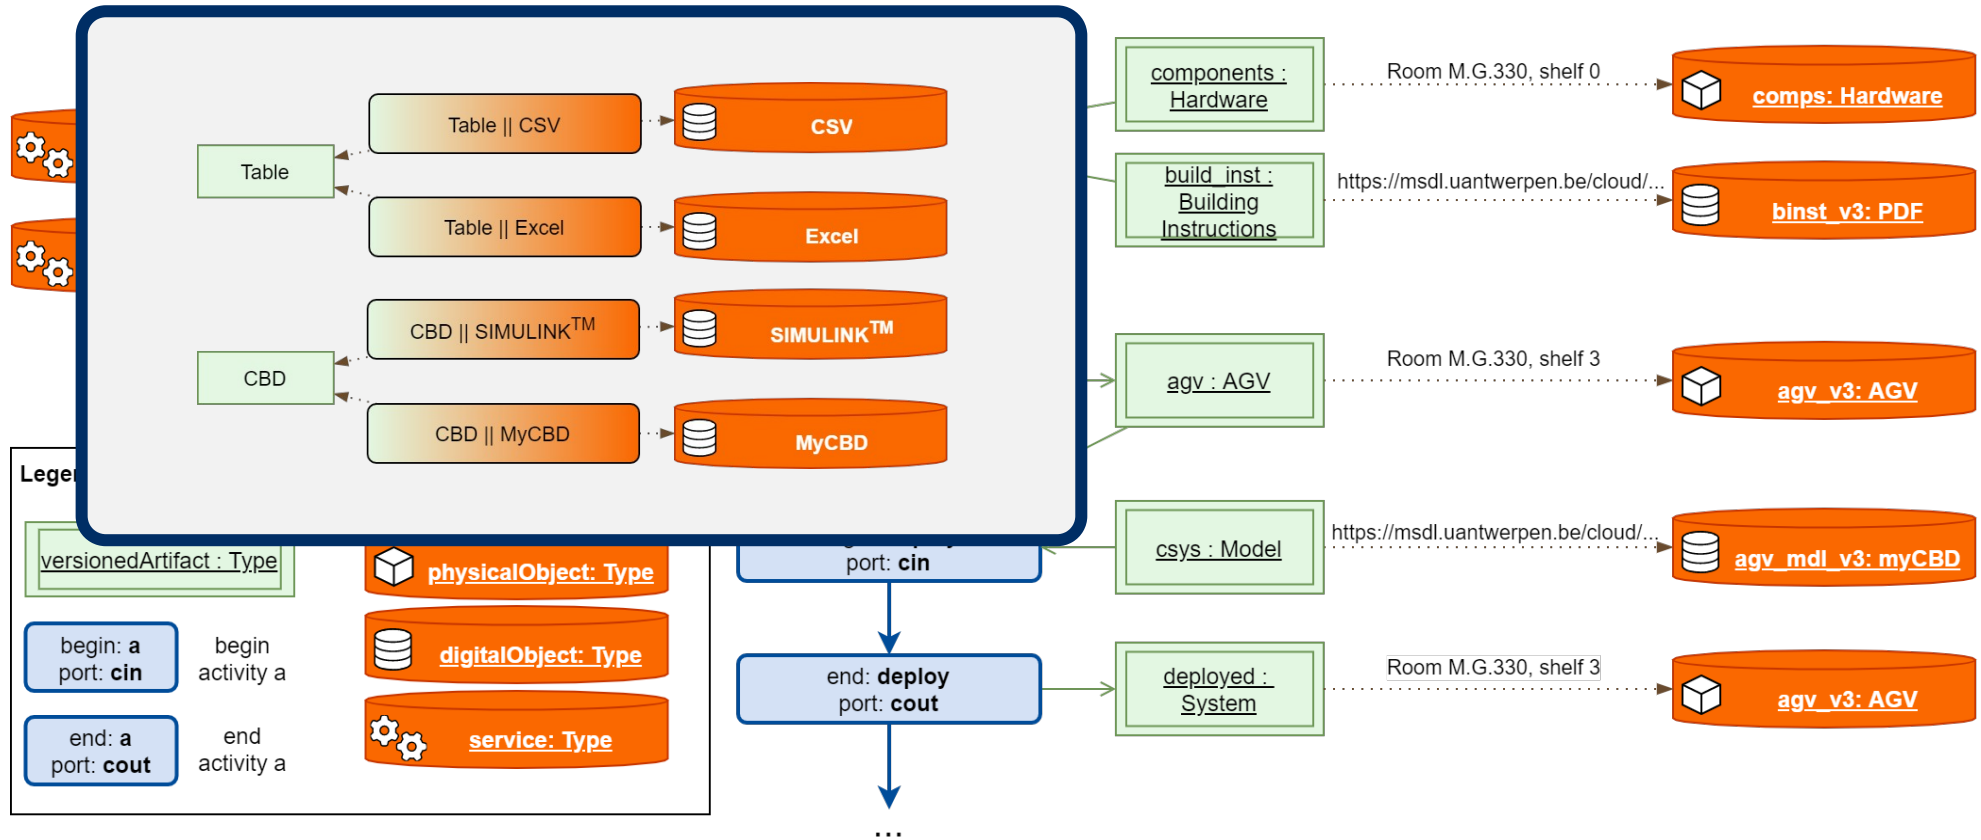 Table || CSV
CSV
Table
Table || Excel
Excel
CBD || SIMULINK™
SIMULINK™
CBD
CBD || MyCBD
MyCBD
components :
Hardware
Room M.G.330, shelf 0
comps: Hardware
build_inst :
Building
Instructions
https://msdl.uantwerpen.be/cloud/...
binst_v3: PDF
agv : AGV
Room M.G.330, shelf 3
agv_v3: AGV
csys : Model
https://msdl.uantwerpen.be/cloud/...
agv_mdl_v3: myCBD
deployed :
System
Room M.G.330, shelf 3
agv_v3: AGV
port: cin
end: deploy
port: cout
...
versionedArtifact : Type
begin: a
port: cin
begin
activity a
end: a
port: cout
end
activity a
physicalObject: Type
digitalObject: Type
service: Type